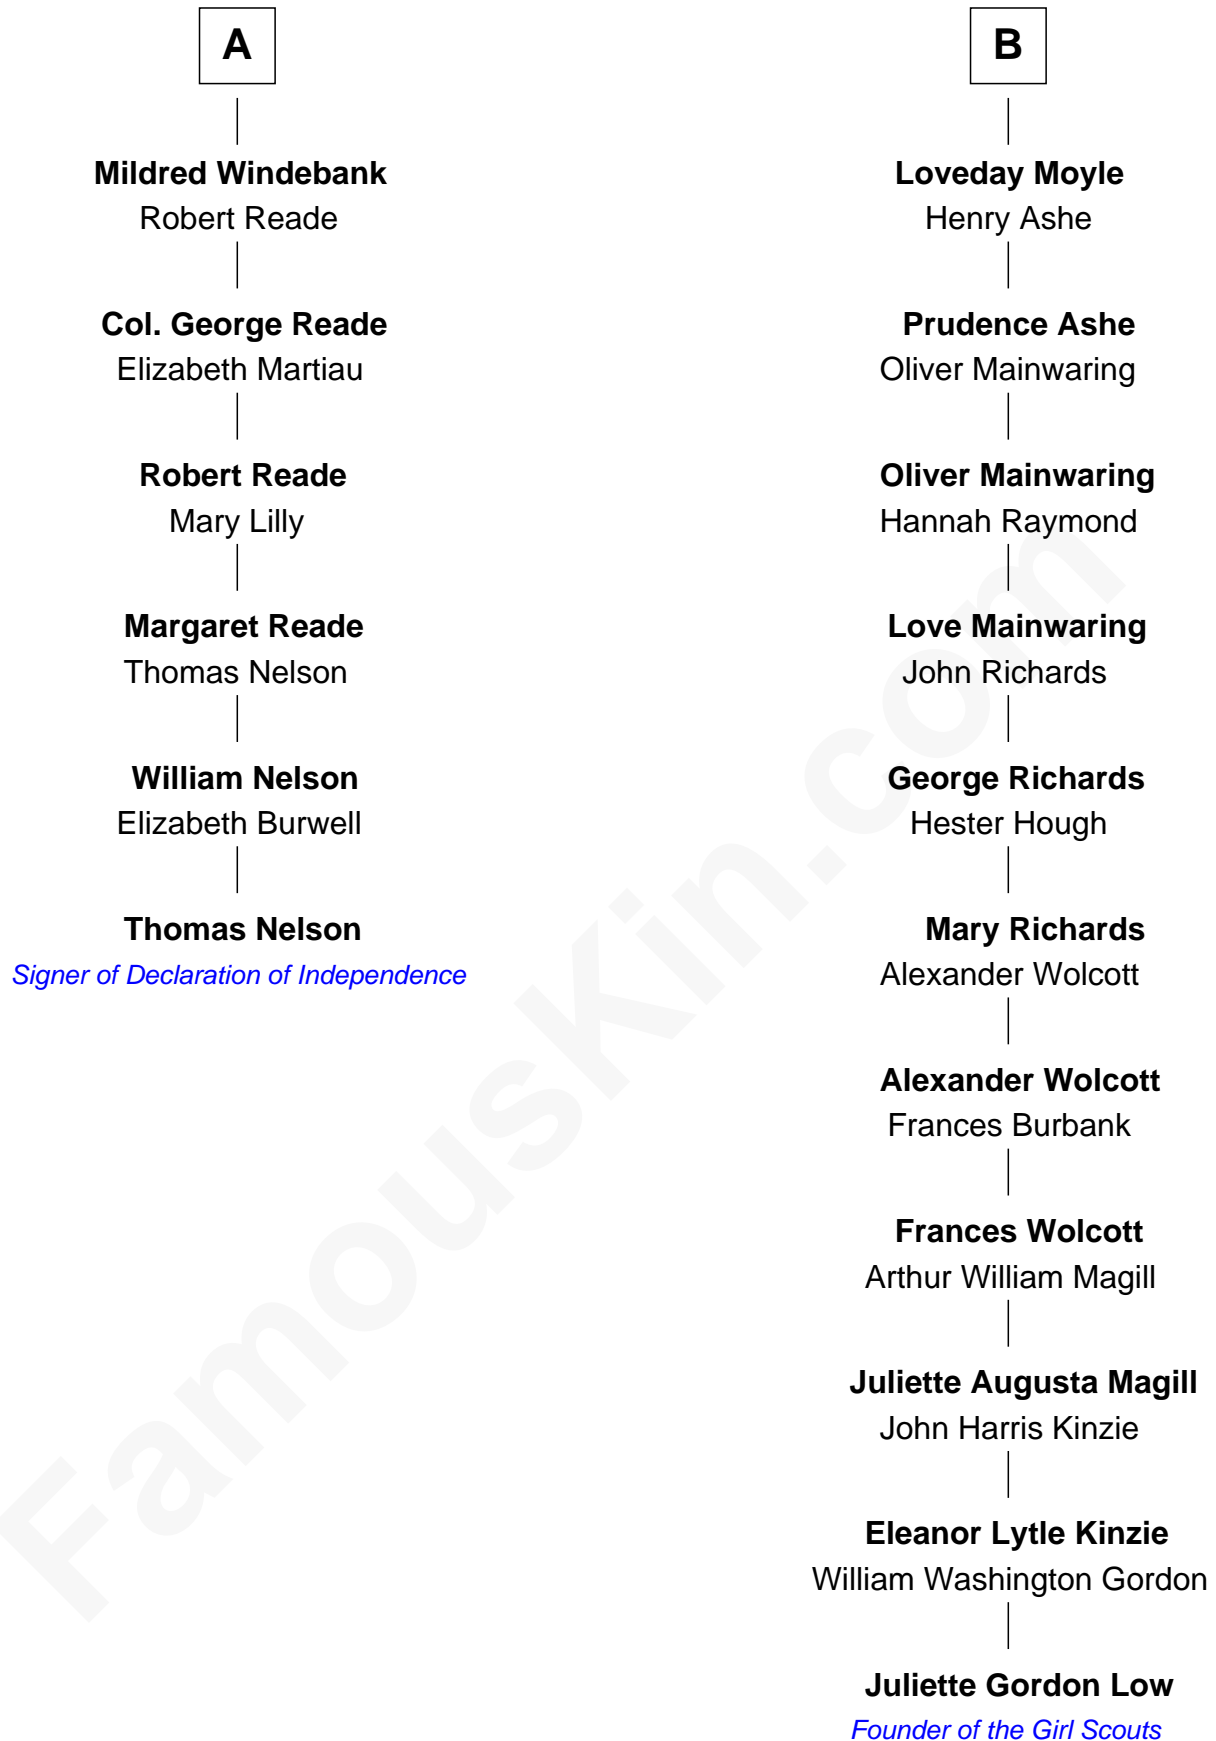 A
Mildred Windebank
Robert Reade
Col. George Reade
Elizabeth Martiau
Robert Reade
Mary Lilly
Margaret Reade
Thomas Nelson
William Nelson
Elizabeth Burwell
Thomas Nelson
Signer of Declaration of Independence
B
Loveday Moyle
Henry Ashe
Prudence Ashe
Oliver Mainwaring
Oliver Mainwaring
Hannah Raymond
Love Mainwaring
John Richards
George Richards
Hester Hough
Mary Richards
Alexander Wolcott
Alexander Wolcott
Frances Burbank
Frances Wolcott
Arthur William Magill
Juliette Augusta Magill
John Harris Kinzie
Eleanor Lytle Kinzie
William Washington Gordon
Juliette Gordon Low
Founder of the Girl Scouts
FamousKin.com